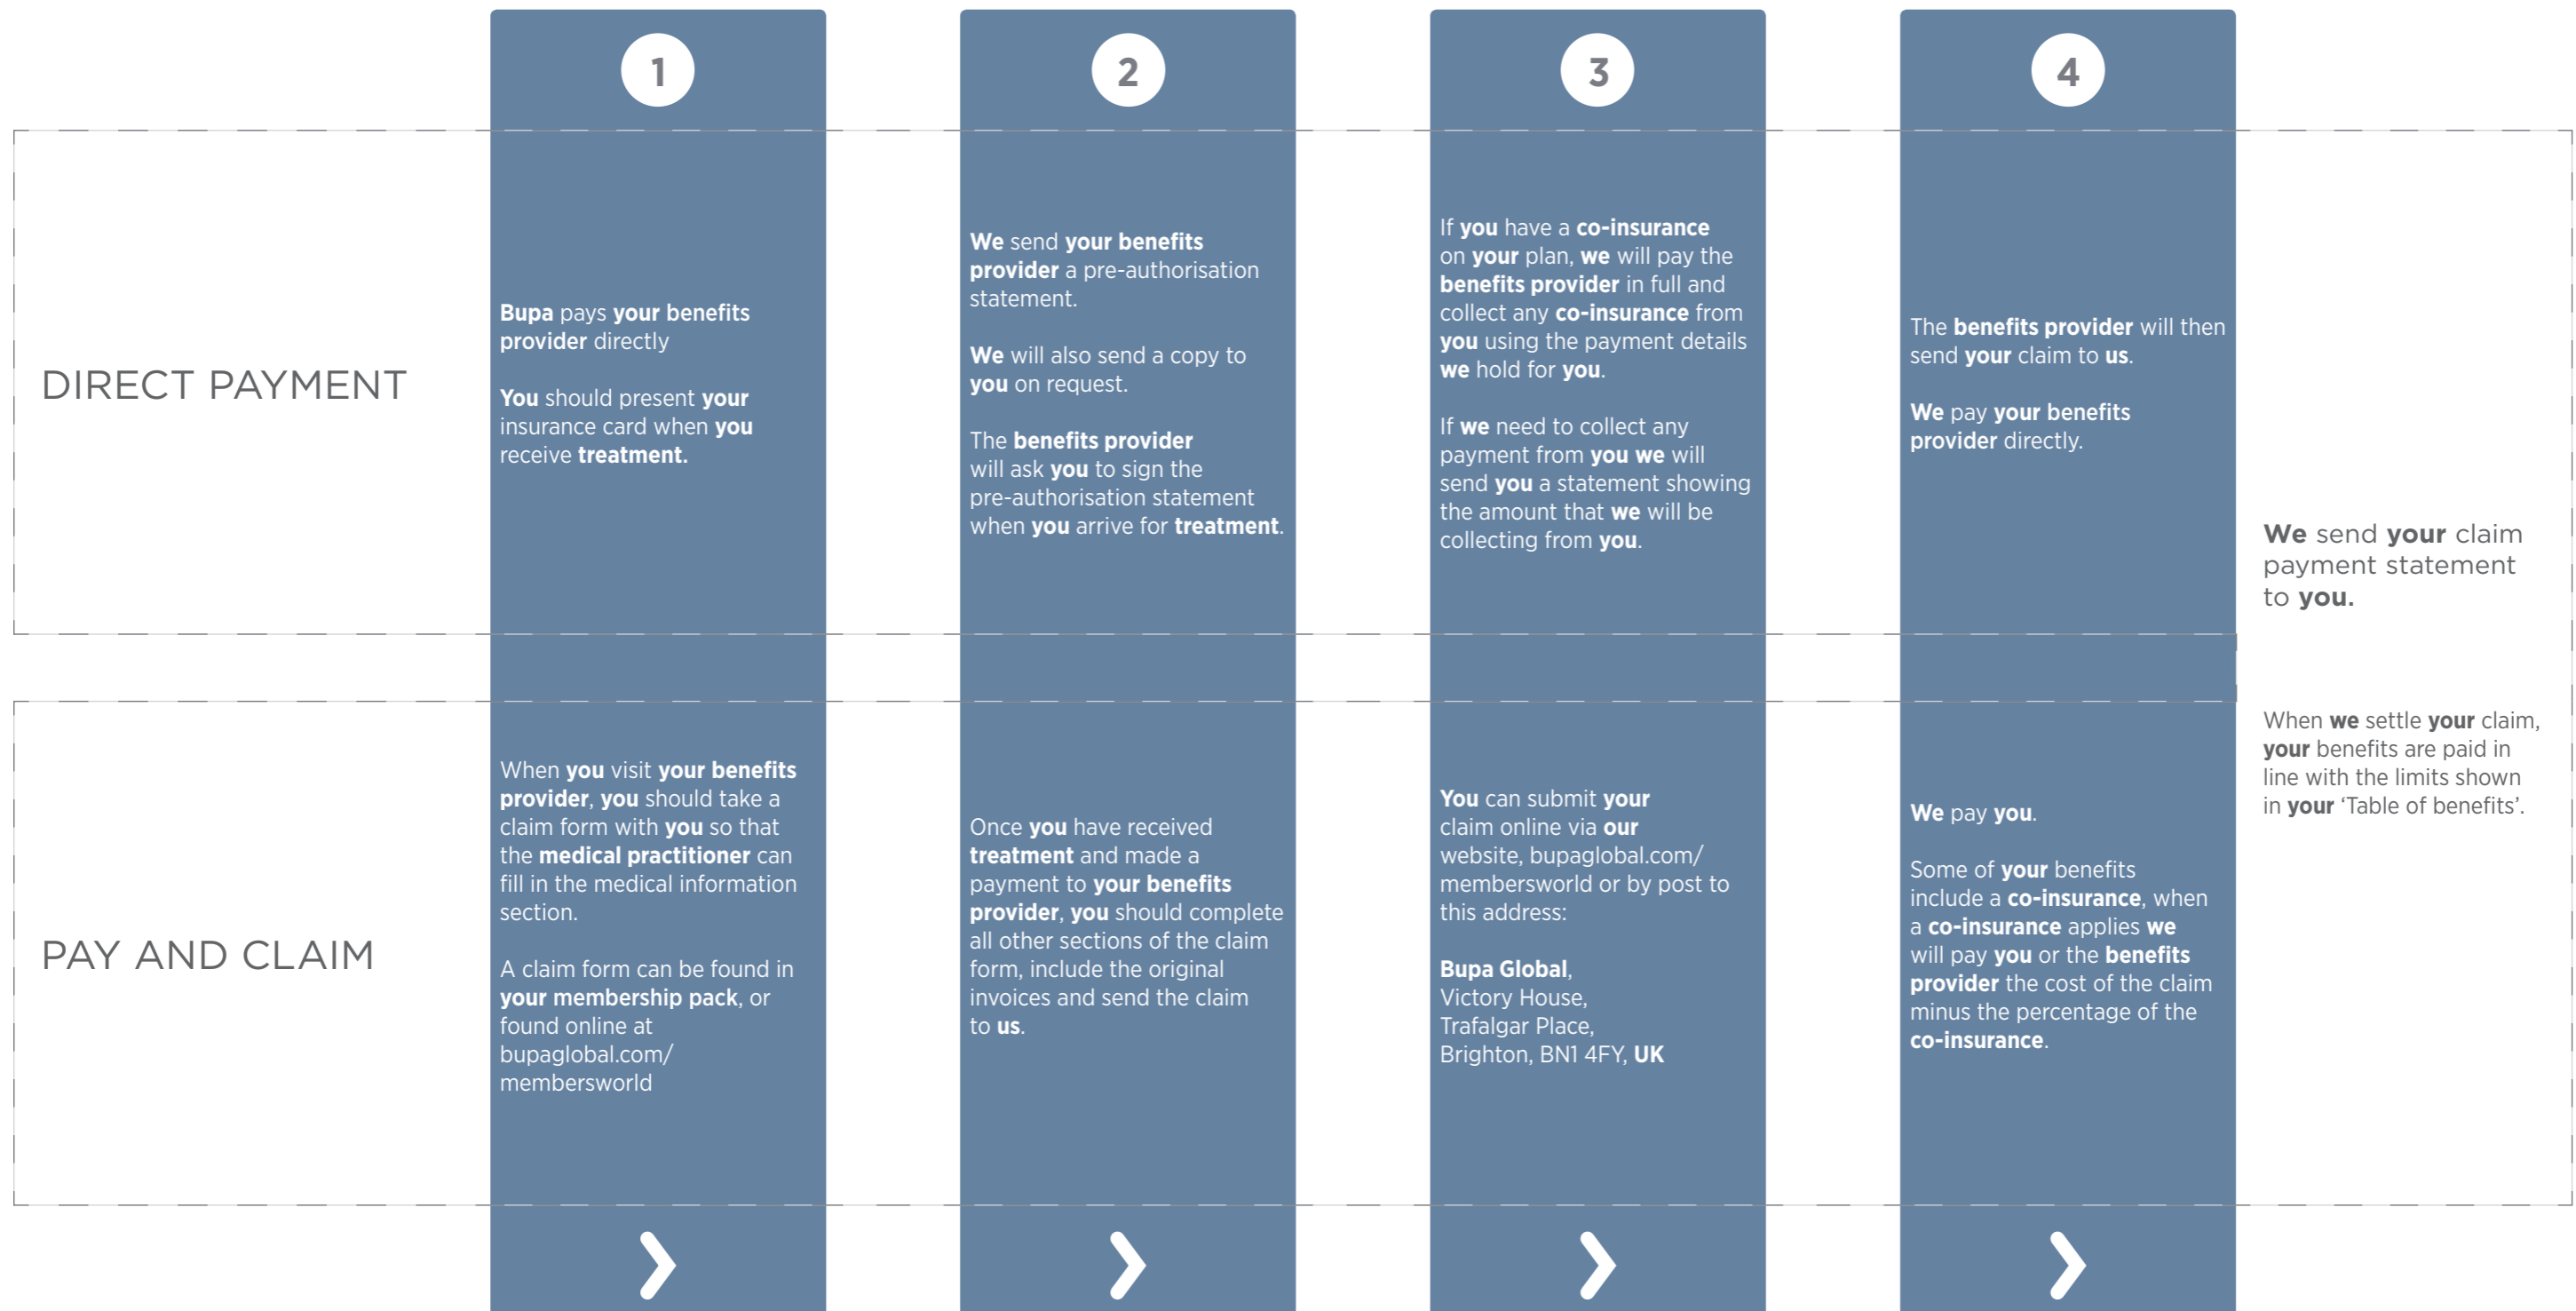 1
2
3
4
DIRECT PAYMENT
Bupa pays your benefits
provider directly
You should present your
insurance card when you
receive treatment.
We send your benefits
provider a pre-authorisation
statement.
We will also send a copy to
you on request.
The benefits provider
will ask you to sign the
pre-authorisation statement
when you arrive for treatment.
If you have a co-insurance
on your plan, we will pay the
benefits provider in full and
collect any co-insurance from
you using the payment details
we hold for you.
If we need to collect any
payment from you we will
send you a statement showing
the amount that we will be
collecting from you.
The benefits provider will then
send your claim to us.
We pay your benefits
provider directly.
PAY AND CLAIM
When you visit your benefits
provider, you should take a
claim form with you so that
the medical practitioner can
fill in the medical information
section.
A claim form can be found in
your membership pack, or
found online at
bupaglobal.com/
membersworld
Once you have received
treatment and made a
payment to your benefits
provider, you should complete
all other sections of the claim
form, include the original
invoices and send the claim
to us.
You can submit your
claim online via our
website, bupaglobal.com/
membersworld or by post to
this address:
Bupa Global,
Victory House,
Trafalgar Place,
Brighton, BN1 4FY, UK
We pay you.
Some of your benefits
include a co-insurance, when
a co-insurance applies we
will pay you or the benefits
provider the cost of the claim
minus the percentage of the
co-insurance.
We send your claim
payment statement
to you.
When we settle your claim,
your benefits are paid in
line with the limits shown
in your ‘Table of benefits’.